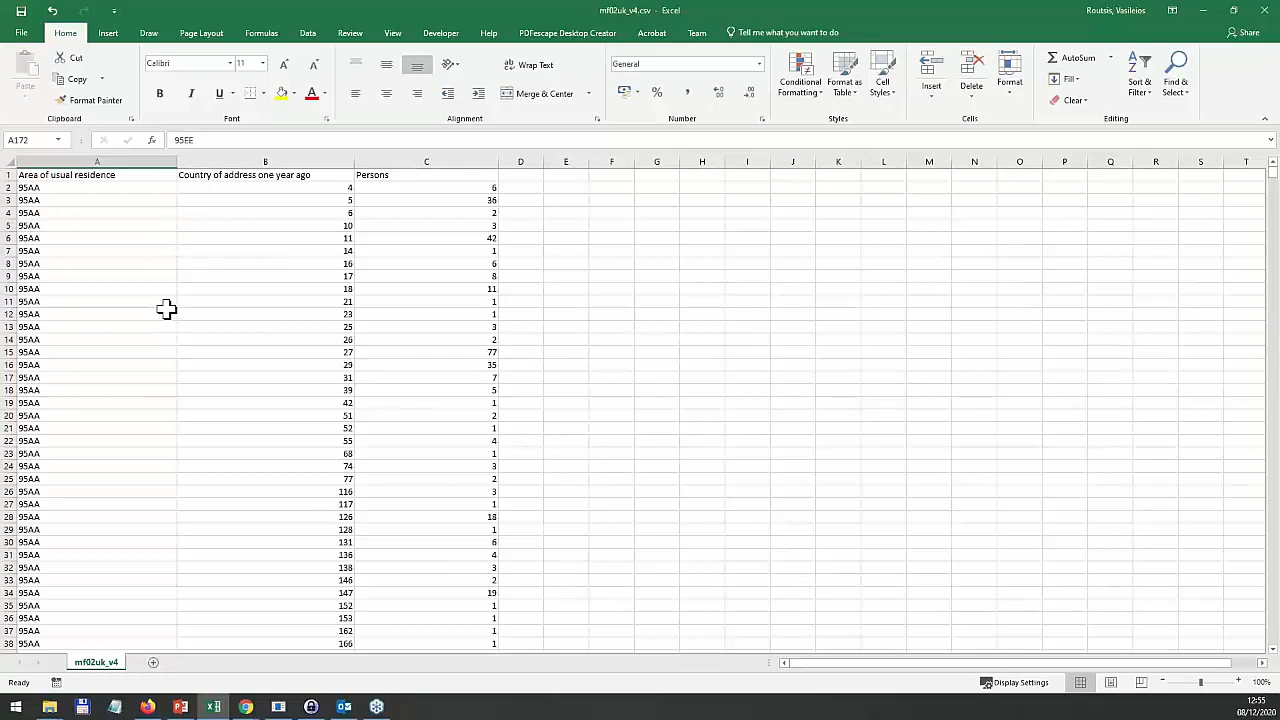 mf02uk_v4.csv - Excel
Routsis, Vasileios
File Home Insert Draw Page Layout Formulas Data Review View Developer Help PDFescape Desktop Creator Acrobat Team Tell me what you want to do Share
Paste
Cut
Copy
Format Painter
Calibri 11
B I U
Wrap Text
Merge & Center
General
Conditional Formatting
Format as Table
Cell Styles
Insert Delete Format
AutoSum
Fill
Clear
Sort & Filter
Find & Select
Clipboard Font Alignment Number Styles Cells Editing
A172 95EE
A B C D E F G H I J K L M N O P Q R S T
1 Area of usual residence Country of address one year ago Persons
2 95AA 4 6
3 95AA 5 36
4 95AA 6 2
5 95AA 10 3
6 95AA 11 42
7 95AA 14 1
8 95AA 16 6
9 95AA 17 8
10 95AA 18 11
11 95AA 21 1
12 95AA 23 1
13 95AA 25 3
14 95AA 26 2
15 95AA 27 77
16 95AA 29 35
17 95AA 31 7
18 95AA 39 5
19 95AA 42 1
20 95AA 51 2
21 95AA 52 1
22 95AA 55 4
23 95AA 68 1
24 95AA 74 3
25 95AA 77 2
26 95AA 116 3
27 95AA 117 1
28 95AA 126 18
29 95AA 128 1
30 95AA 131 6
31 95AA 136 4
32 95AA 138 3
33 95AA 146 2
34 95AA 147 19
35 95AA 152 1
36 95AA 153 1
37 95AA 162 1
38 95AA 166 1
mf02uk_v4
Ready
Display Settings
100%
12:55
08/12/2020